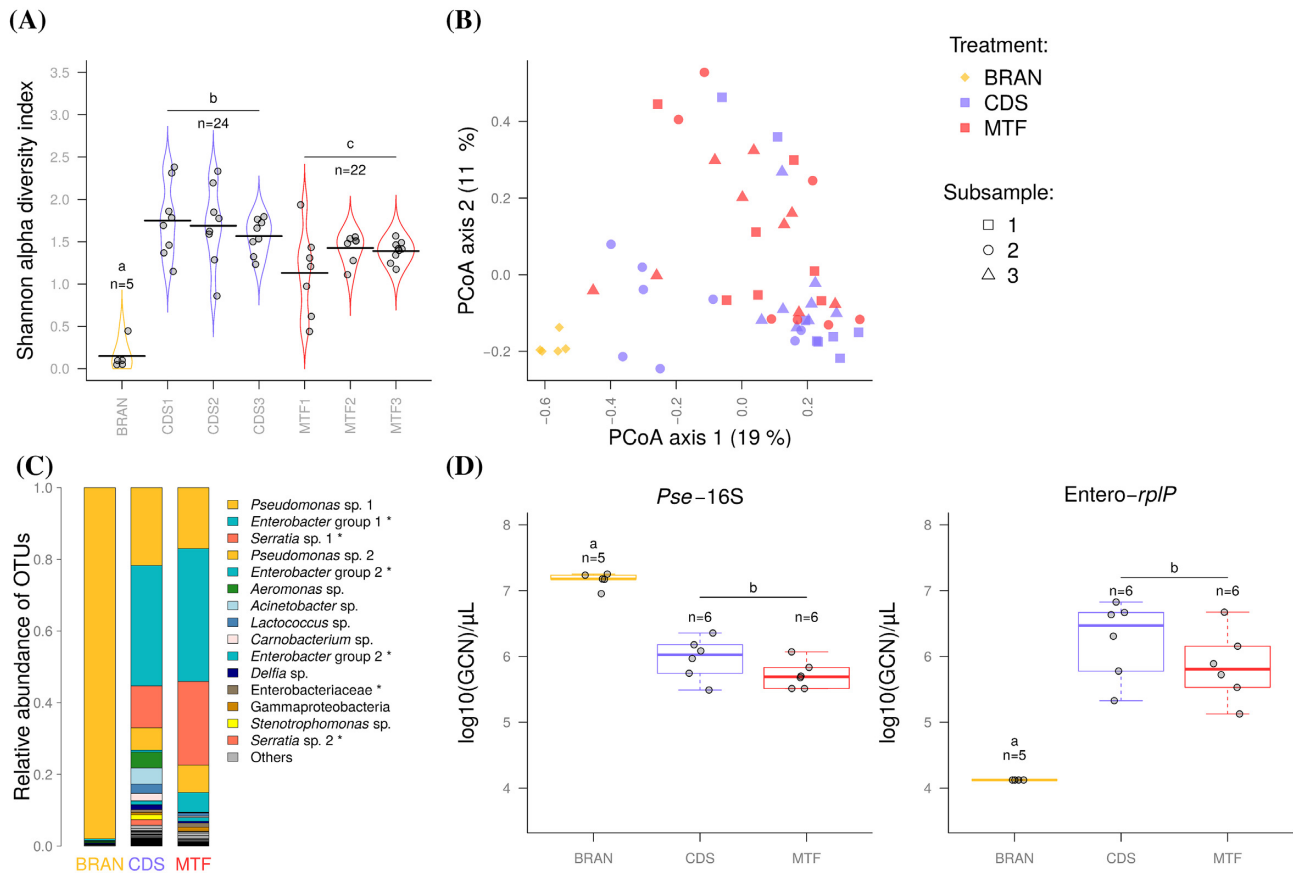 (A)
Shannon alpha diversity index
3.5
3.0
2.5
2.0
1.5
1.0
0.5
0.0
a
n=5
b
n=24
c
n=22
BRAN
CDS1
CDS2
CDS3
MTF1
MTF2
MTF3
(B)
PCoA axis 2 (11 %)
0.4
0.2
0.0
−0.2
−0.6
−0.4
−0.2
0.0
0.2
PCoA axis 1 (19 %)
Treatment:
BRAN
CDS
MTF
Subsample:
1
2
3
(C)
Relative abundance of OTUs
1.0
0.8
0.6
0.4
0.2
0.0
BRAN
CDS
MTF
Pseudomonas sp. 1
Enterobacter group 1 *
Serratia sp. 1 *
Pseudomonas sp. 2
Enterobacter group 2 *
Aeromonas sp.
Acinetobacter sp.
Lactococcus sp.
Carnobacterium sp.
Enterobacter group 2 *
Delfia sp.
Enterobacteriaceae *
Gammaproteobacteria
Stenotrophomonas sp.
Serratia sp. 2 *
Others
(D)
Pse−16S
log10(GCN)/µL
8
7
6
5
4
a
n=5
b
n=6
n=6
BRAN
CDS
MTF
Entero−rplP
log10(GCN)/µL
8
7
6
5
4
a
n=5
b
n=6
n=6
BRAN
CDS
MTF